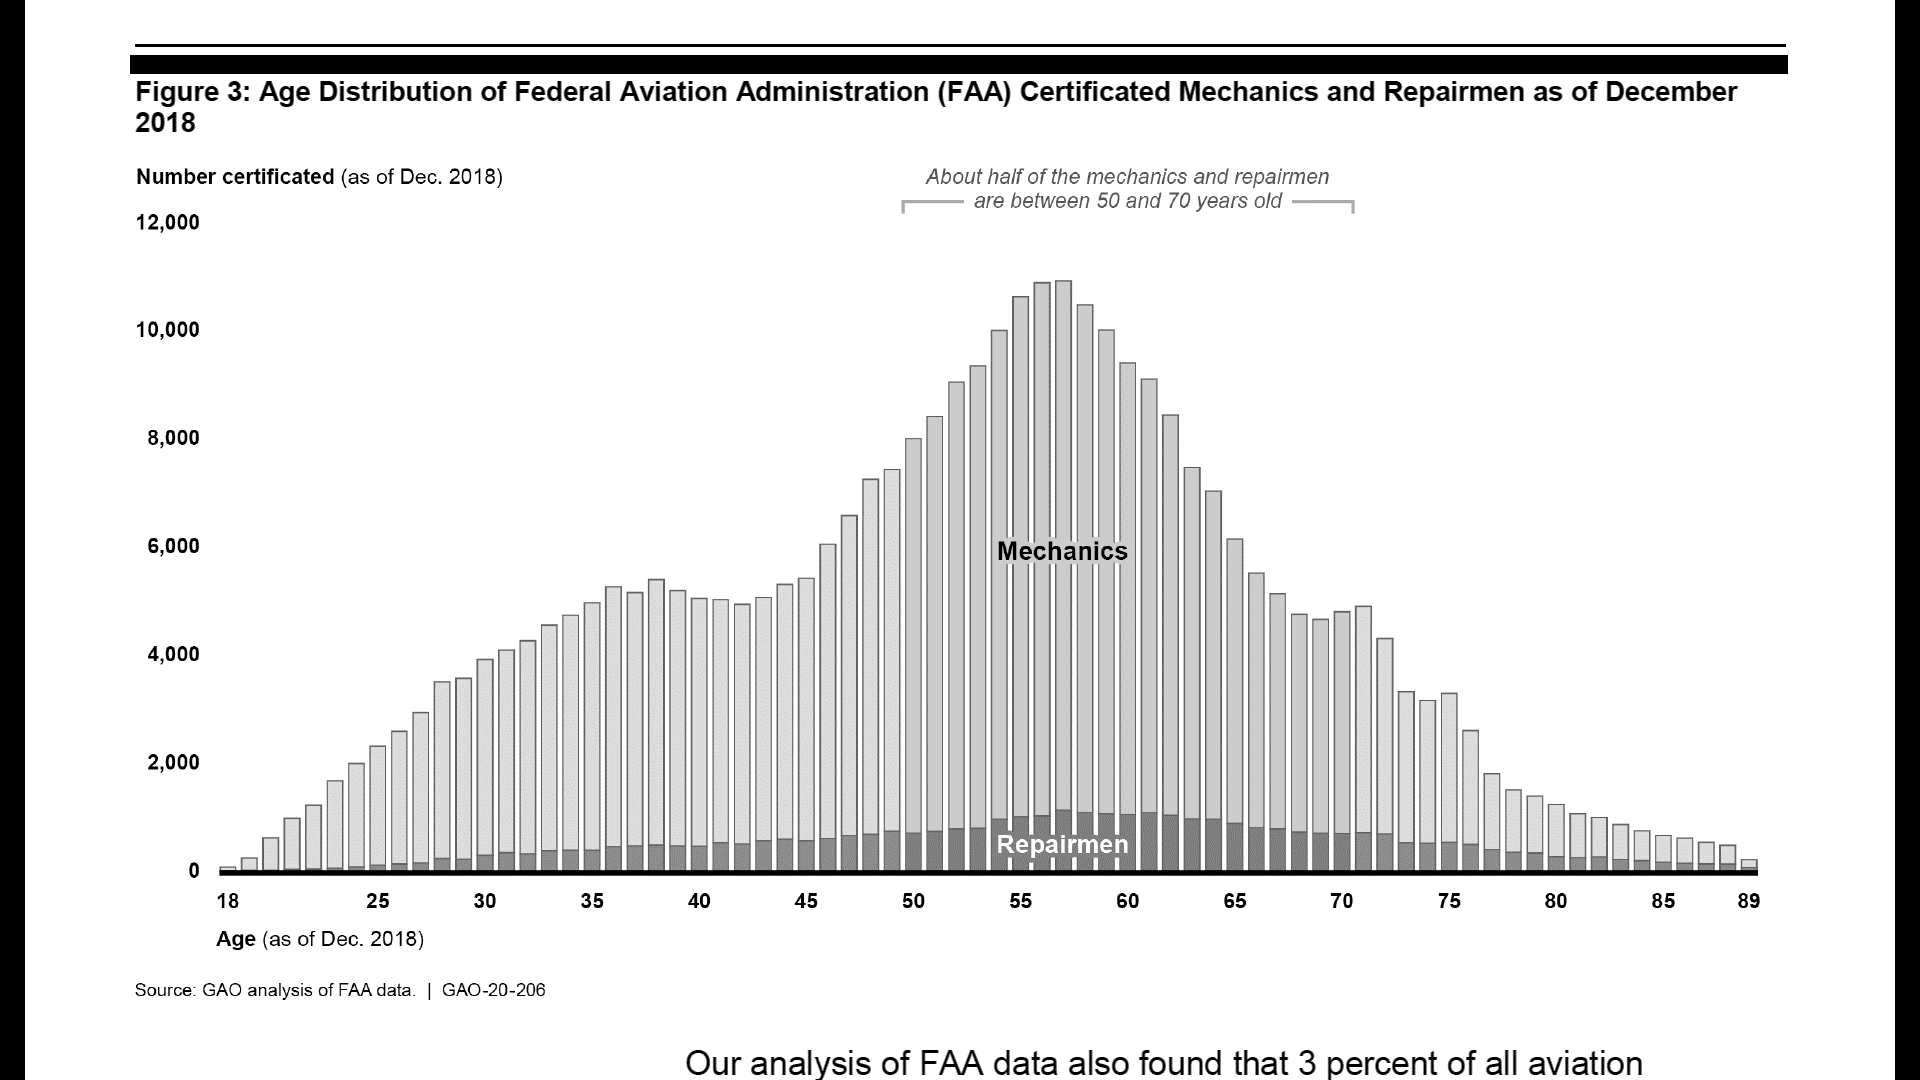 Figure 3: Age Distribution of Federal Aviation Administration (FAA) Certificated Mechanics and Repairmen as of December
2018
Number certificated (as of Dec. 2018)
About half of the mechanics and repairmen
are between 50 and 70 years old
12,000
10,000
8,000
6,000
4,000
2,000
0
Mechanics
Repairmen
18 25 30 35 40 45 50 55 60 65 70 75 80 85 89
Age (as of Dec. 2018)
Source: GAO analysis of FAA data. | GAO-20-206
Our analysis of FAA data also found that 3 percent of all aviation